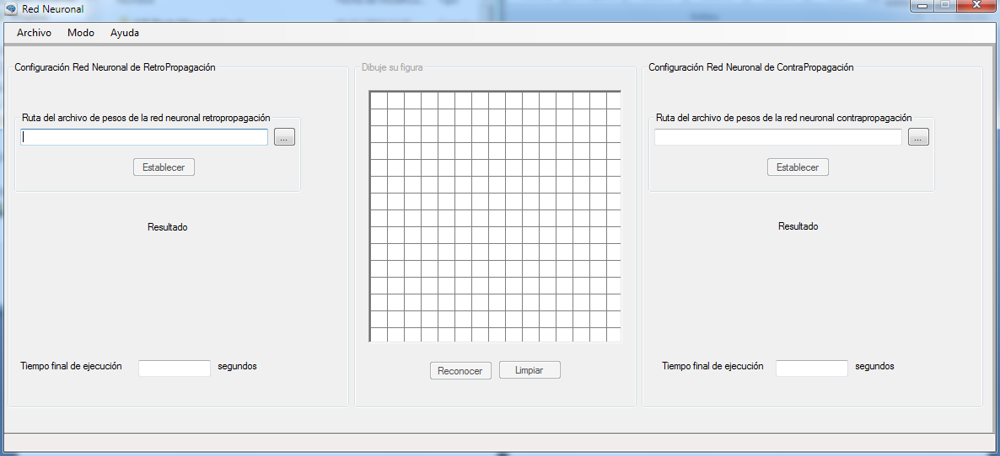 Red Neuronal
Archivo Modo Ayuda
Configuración Red Neuronal de RetroPropagación
Ruta del archivo de pesos de la red neuronal retropropagación
...
Establecer
Resultado
Tiempo final de ejecución segundos
Dibuje su figura
Reconocer Limpiar
Configuración Red Neuronal de ContraPropagación
Ruta del archivo de pesos de la red neuronal contrapropagación
...
Establecer
Resultado
Tiempo final de ejecución segundos